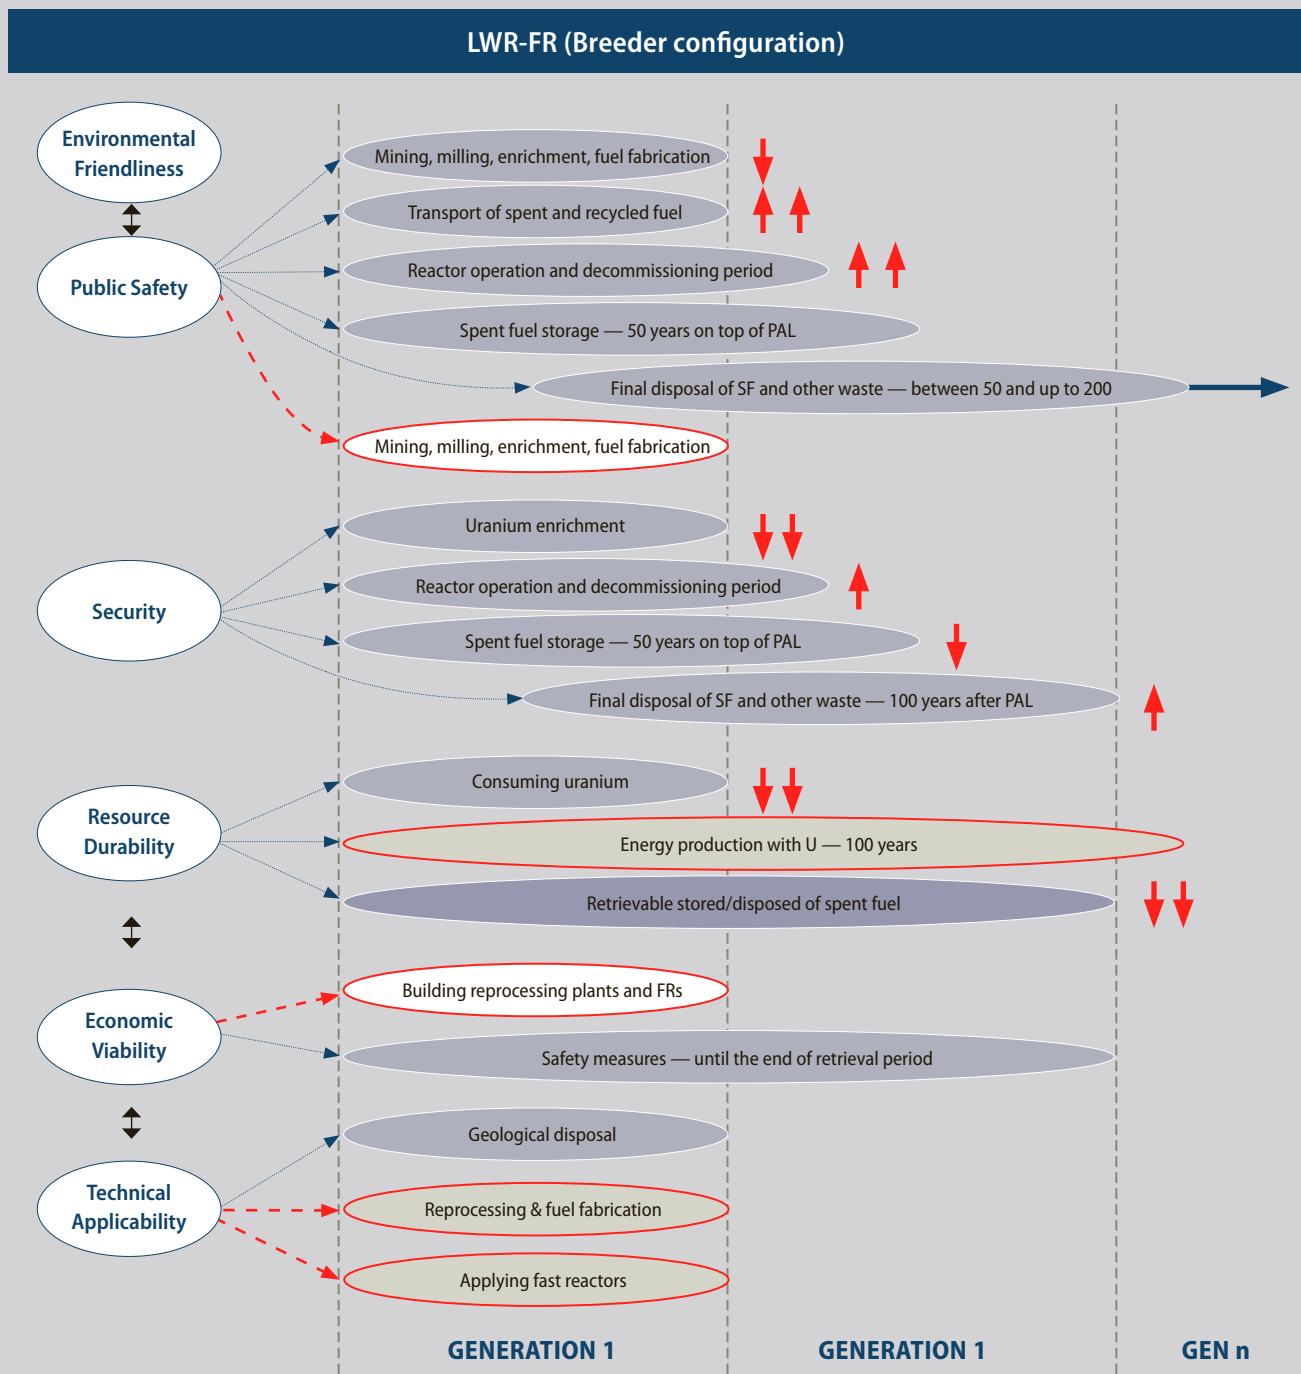 LWR-FR (Breeder configuration)
Environmental
Friendliness
Public Safety
Mining, milling, enrichment, fuel fabrication
Transport of spent and recycled fuel
Reactor operation and decommissioning period
Spent fuel storage — 50 years on top of PAL
Final disposal of SF and other waste — between 50 and up to 200
Mining, milling, enrichment, fuel fabrication
Security
Uranium enrichment
Reactor operation and decommissioning period
Spent fuel storage — 50 years on top of PAL
Final disposal of SF and other waste — 100 years after PAL
Resource
Durability
Consuming uranium
Energy production with U — 100 years
Retrievable stored/disposed of spent fuel
Economic
Viability
Building reprocessing plants and FRs
Safety measures — until the end of retrieval period
Technical
Applicability
Geological disposal
Reprocessing & fuel fabrication
Applying fast reactors
GENERATION 1
GENERATION 1
GEN n